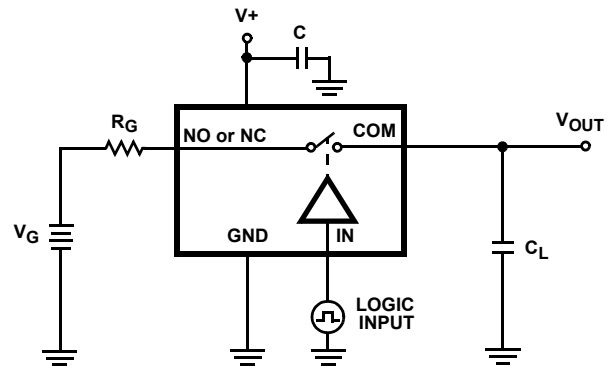 V+
C
RG
NO or NC
COM
VOUT
VG
GND
IN
CL
LOGIC
INPUT